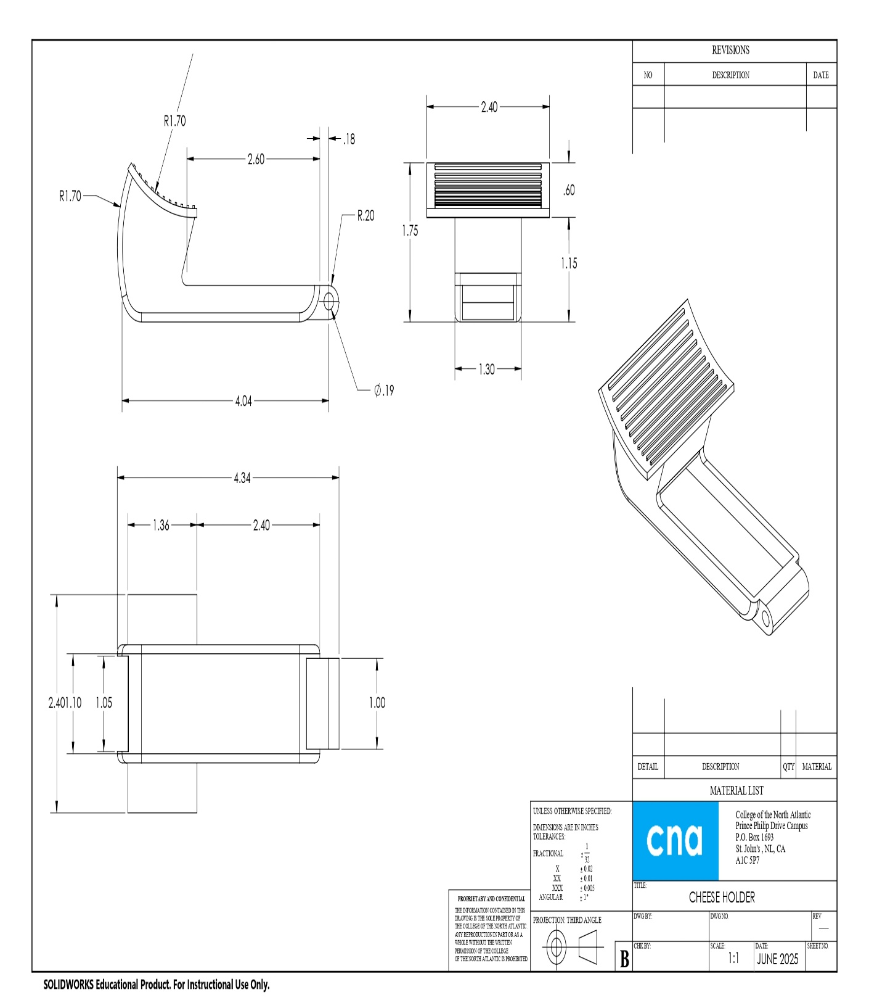 REVISIONS
NO DESCRIPTION DATE
R1.70
2.60
.18
R1.70
R.20
4.04
Ø.19
2.40
.60
1.75
1.15
1.30
4.34
1.36 2.40
2.40 1.10 1.05 1.00
DETAIL DESCRIPTION QTY MATERIAL
MATERIAL LIST
UNLESS OTHERWISE SPECIFIED:
DIMENSIONS ARE IN INCHES
TOLERANCES:
FRACTIONAL ± 1/32
X ± 0.02
XX ± 0.01
XXX ± 0.005
ANGULAR ± 1°
PROJECTION: THIRD ANGLE
PROPRIETARY AND CONFIDENTIAL
THE INFORMATION CONTAINED IN THIS
DRAWING IS THE SOLE PROPERTY OF
THE COLLEGE OF THE NORTH ATLANTIC.
ANY REPRODUCTION IN PART OR AS A
WHOLE WITHOUT THE WRITTEN
PERMISSION OF THE COLLEGE
OF THE NORTH ATLANTIC IS PROHIBITED.
B
cna
College of the North Atlantic
Prince Philip Drive Campus
P.O. Box 1693
St. John's , NL, CA
A1C 5P7
TITLE:
CHEESE HOLDER
DWG BY: DWG NO. REV
—
CHK BY: SCALE: DATE: SHEET NO.
1:1 JUNE 2025
SOLIDWORKS Educational Product. For Instructional Use Only.